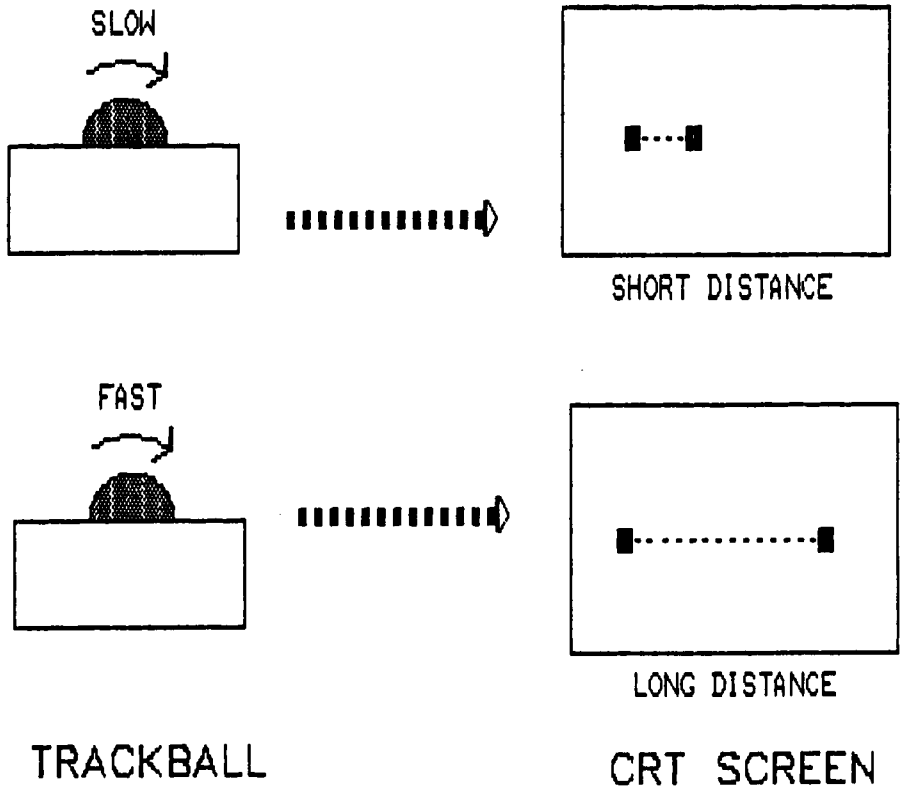 SLOW
SHORT DISTANCE
FAST
LONG DISTANCE
TRACKBALL
CRT SCREEN